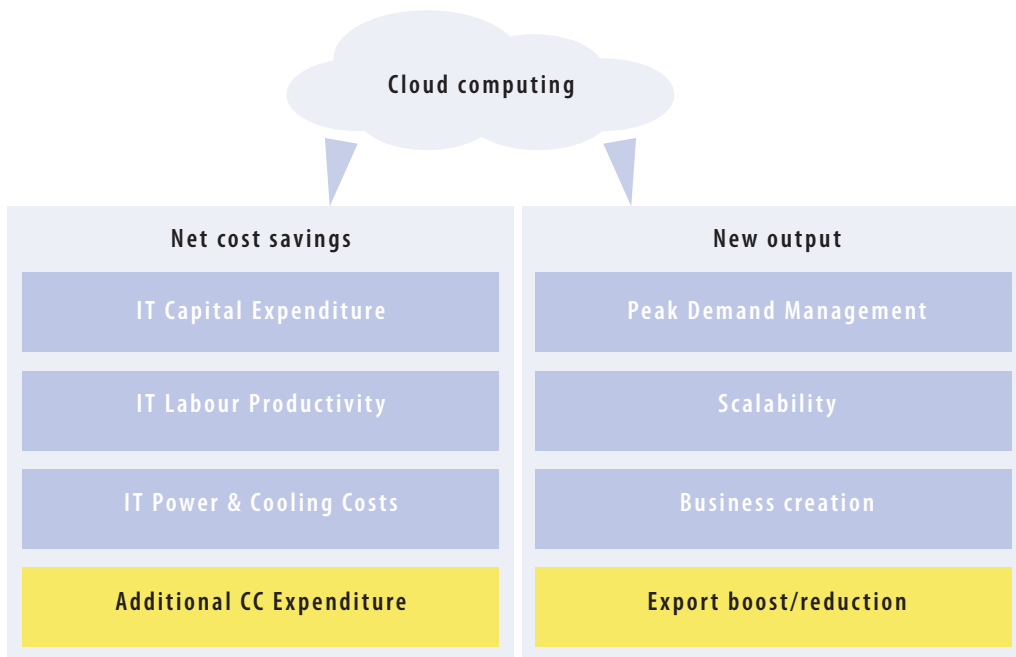 Cloud computing
Net cost savings
IT Capital Expenditure
IT Labour Productivity
IT Power & Cooling Costs
Additional CC Expenditure
New output
Peak Demand Management
Scalability
Business creation
Export boost/reduction